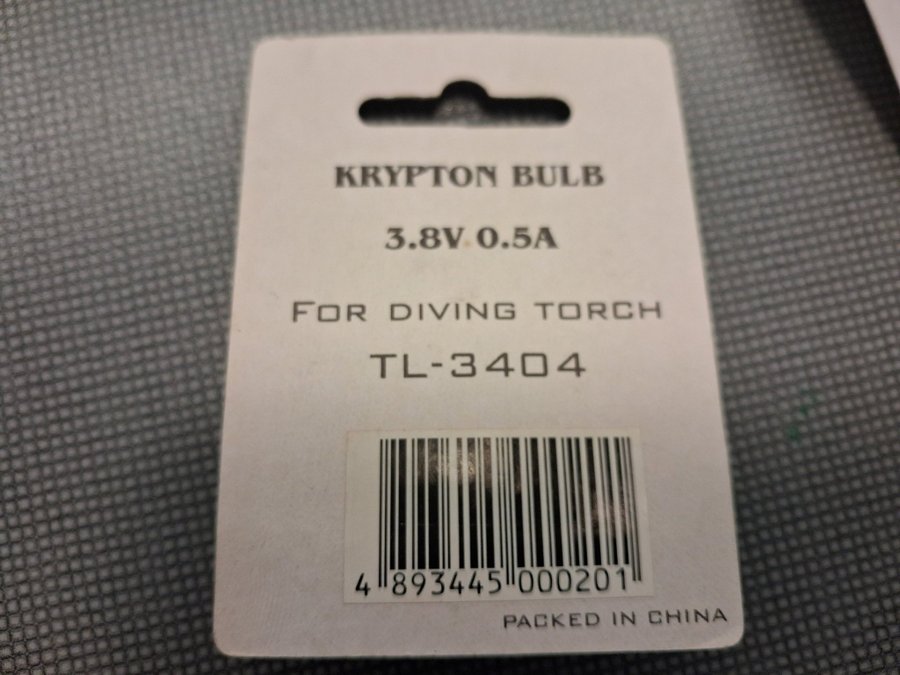 KRYPTON BULB
3.8V 0.5A
FOR DIVING TORCH
TL-3404
4 893445 000201
PACKED IN CHINA